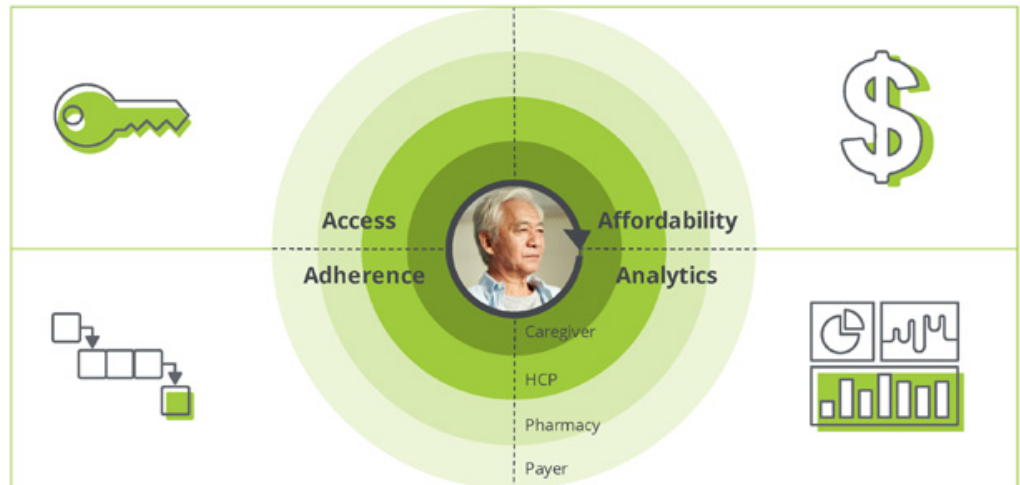 Access
Affordability
Adherence
Analytics
Caregiver
HCP
Pharmacy
Payer